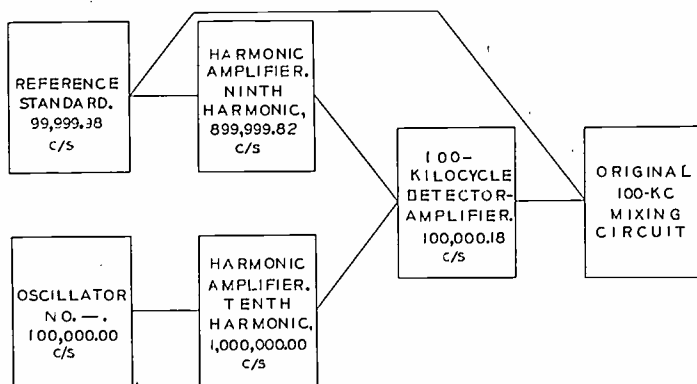 REFERENCE
STANDARD.
99,999.98
C/S
HARMONIC
AMPLIFIER.
NINTH
HARMONIC,
899,999.82
C/S
100-
KILOCYCLE
DETECTOR-
AMPLIFIER.
100,000.18
C/S
ORIGINAL
100-KC
MIXING
CIRCUIT
OSCILLATOR
NO. —.
100,000.00
C/S
HARMONIC
AMPLIFIER.
TENTH
HARMONIC,
1,000,000.00
C/S